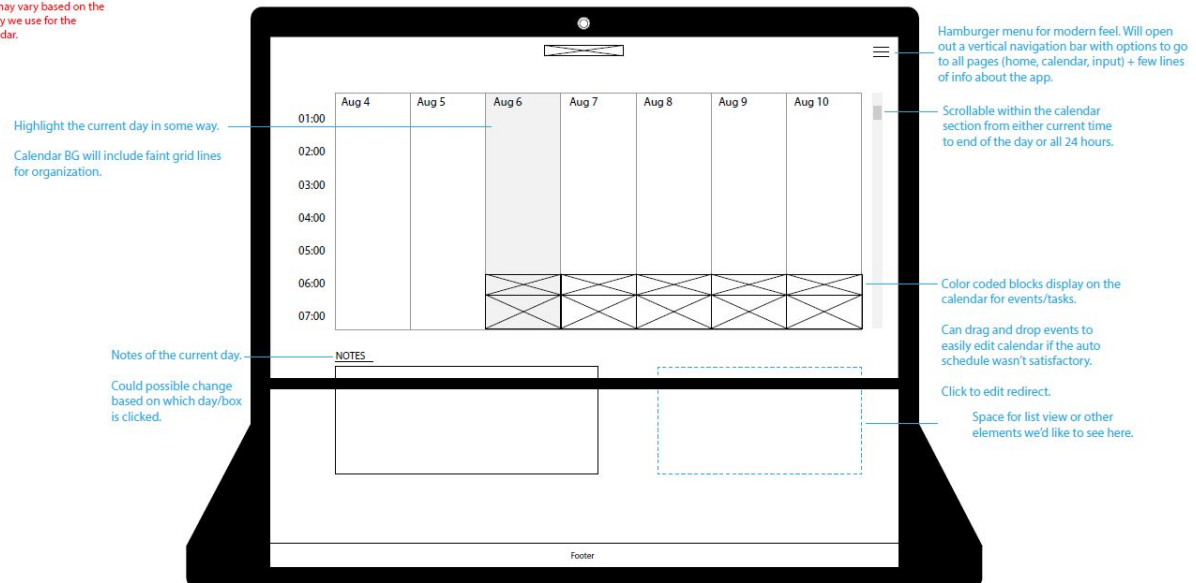 may vary based on the
y we use for the
dar.
Hamburger menu for modern feel. Will open
out a vertical navigation bar with options to go
to all pages (home, calendar, input) + few lines
of info about the app.
Aug 4 Aug 5 Aug 6 Aug 7 Aug 8 Aug 9 Aug 10
Scrollable within the calendar
section from either current time
to end of the day or all 24 hours.
Highlight the current day in some way.
Calendar BG will include faint grid lines
for organization.
01:00
02:00
03:00
04:00
05:00
06:00
07:00
Color coded blocks display on the
calendar for events/tasks.
Can drag and drop events to
easily edit calendar if the auto
schedule wasn't satisfactory.
Click to edit redirect.
Notes of the current day.
Could possible change
based on which day/box
is clicked.
NOTES
Space for list view or other
elements we'd like to see here.
Footer